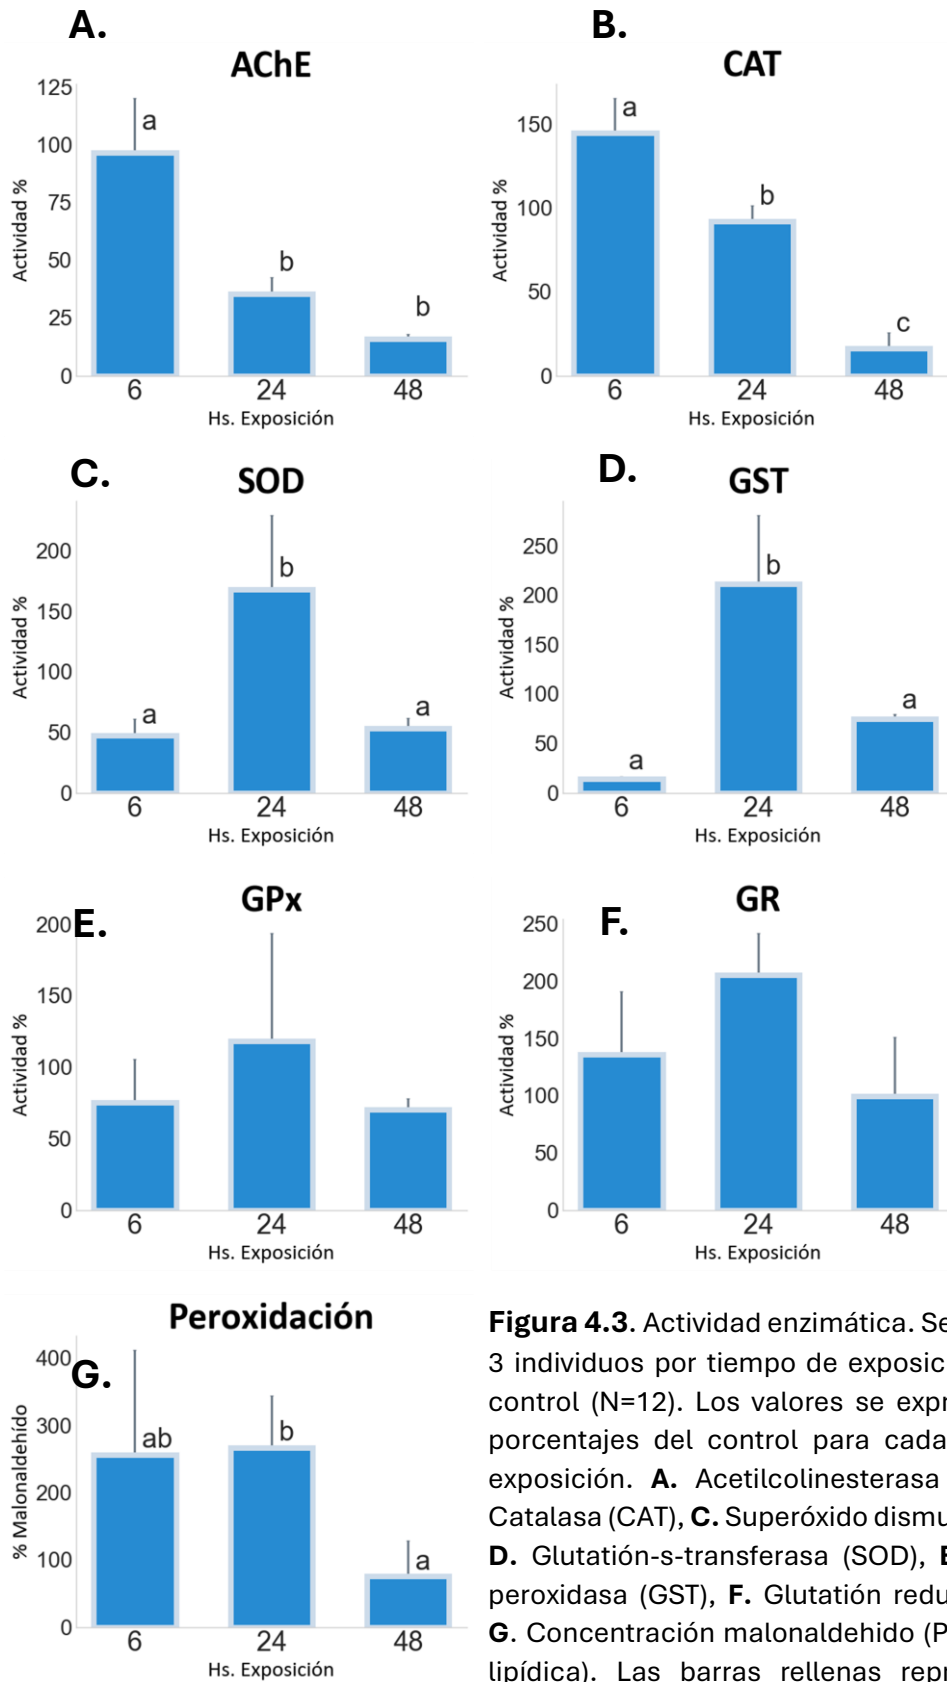 A.
AChE
125
100
75
50
25
0
Actividad %
a
b
b
6 24 48
Hs. Exposición
B.
CAT
150
100
50
0
Actividad %
a
b
c
6 24 48
Hs. Exposición
C.
SOD
200
150
100
50
0
Actividad %
a
b
a
6 24 48
Hs. Exposición
D.
GST
250
200
150
100
50
0
Actividad %
a
b
a
6 24 48
Hs. Exposición
E.
GPx
200
150
100
50
0
Actividad %
6 24 48
Hs. Exposición
F.
GR
250
200
150
100
50
0
Actividad %
6 24 48
Hs. Exposición
G.
Peroxidación
400
300
200
100
0
% Malonaldehído
ab
b
a
6 24 48
Hs. Exposición
Figura 4.3. Actividad enzimática. Se
3 individuos por tiempo de exposic
control (N=12). Los valores se expr
porcentajes del control para cada
exposición. A. Acetilcolinesterasa
Catalasa (CAT), C. Superóxido dismu
D. Glutatión-s-transferasa (SOD),
peroxidasa (GST), F. Glutatión redu
G. Concentración malonaldehido (P
lipídica). Las barras rellenas repr